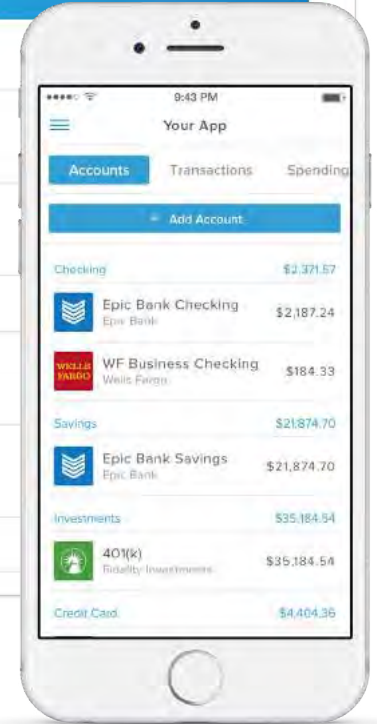 9:43 PM
Your App
Accounts Transactions Spending
+ Add Account
Checking $2,371.57
Epic Bank Checking $2,187.24
Epic Bank
WELLS FARGO
WF Business Checking $184.33
Wells Fargo
Savings $21,874.70
Epic Bank Savings $21,874.70
Epic Bank
Investments $35,184.54
401(k) $35,184.54
Fidelity Investments
Credit Card $4,404.36